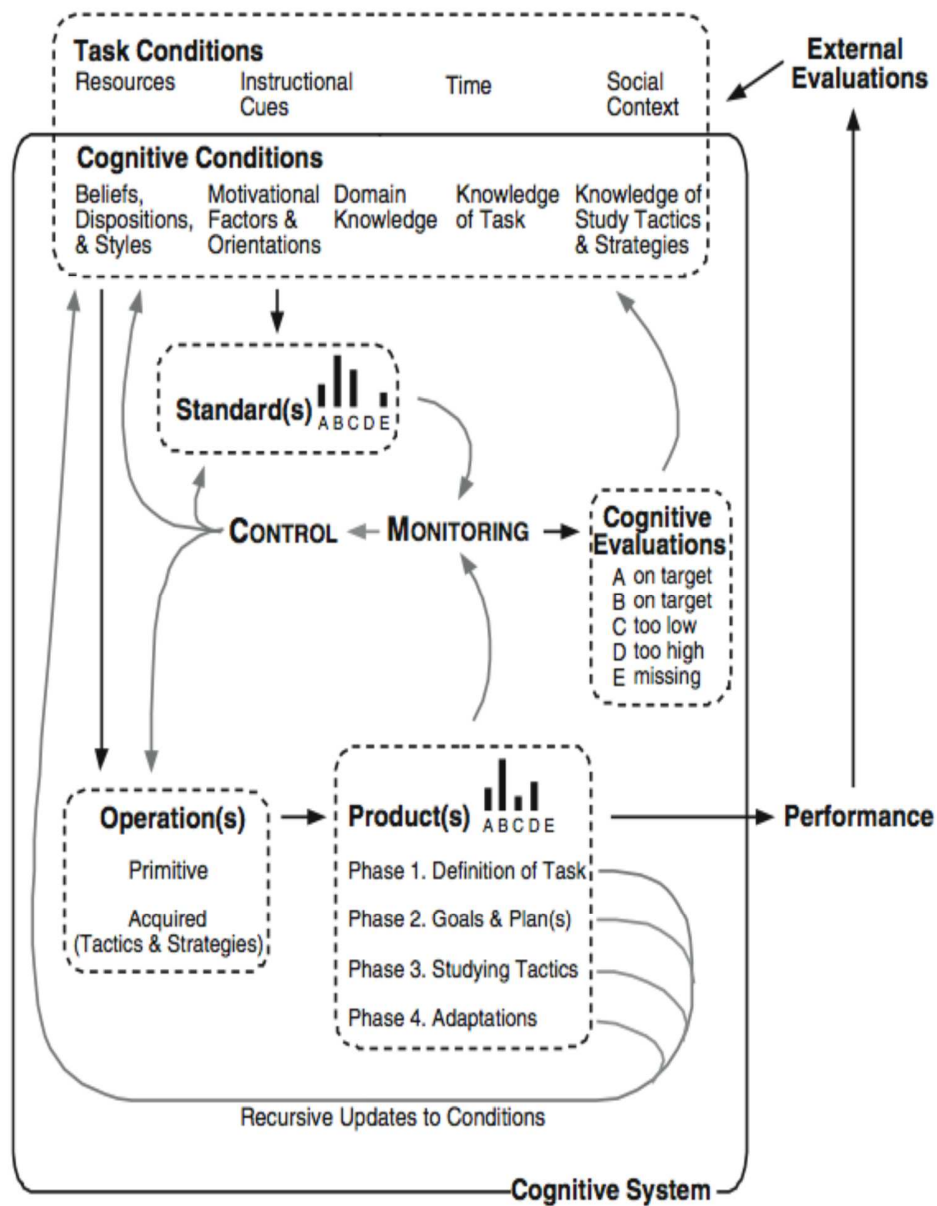 Task Conditions
Resources
Instructional
Cues
Time
Social
Context
External
Evaluations
Cognitive Conditions
Beliefs,
Dispositions,
& Styles
Motivational
Factors &
Orientations
Domain
Knowledge
Knowledge
of Task
Knowledge of
Study Tactics
& Strategies
Standard(s)
A B C D E
CONTROL
MONITORING
Cognitive
Evaluations
A on target
B on target
C too low
D too high
E missing
Operation(s)
Primitive
Acquired
(Tactics & Strategies)
Product(s)
A B C D E
Phase 1. Definition of Task
Phase 2. Goals & Plan(s)
Phase 3. Studying Tactics
Phase 4. Adaptations
Performance
Recursive Updates to Conditions
Cognitive System